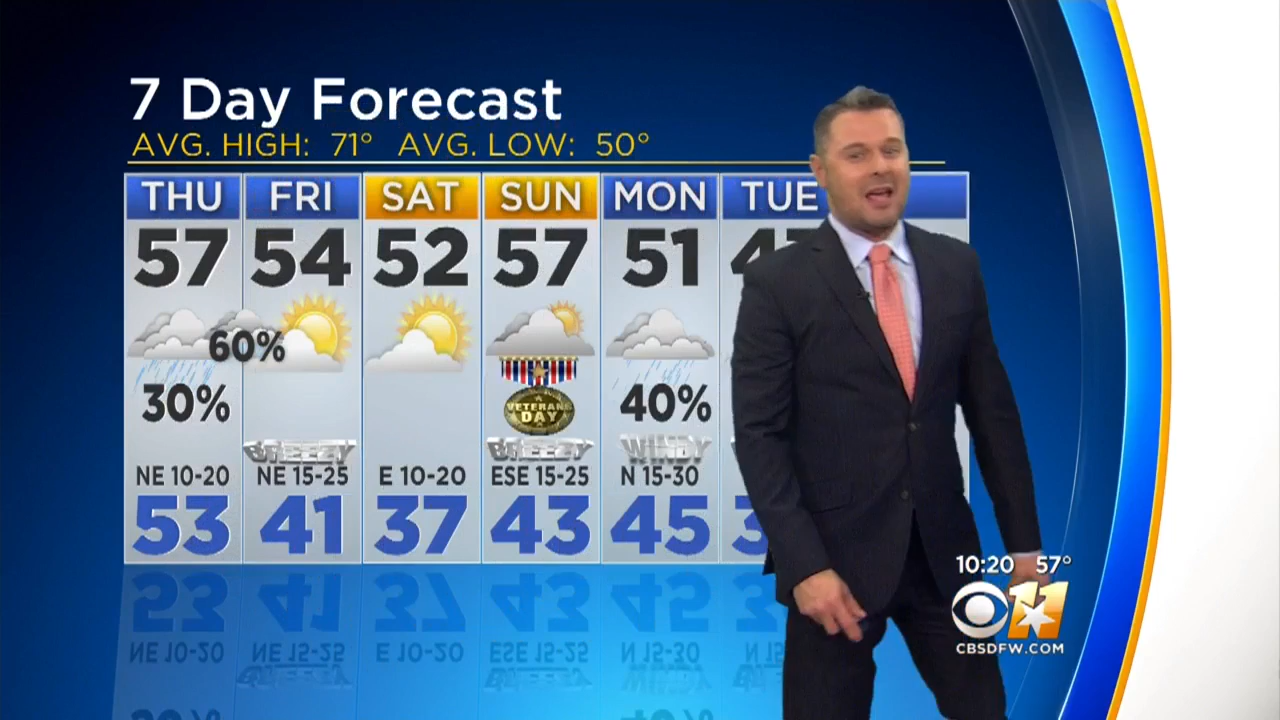 7 Day Forecast
AVG. HIGH: 71° AVG. LOW: 50°
THU FRI SAT SUN MON TUE
57 54 52 57 51
60%
30% VETERANS DAY 40%
BREEZY BREEZY WINDY
NE 10-20 NE 15-25 E 10-20 ESE 15-25 N 15-30
53 41 37 43 45
10:20 57°
11
CBSDFW.COM